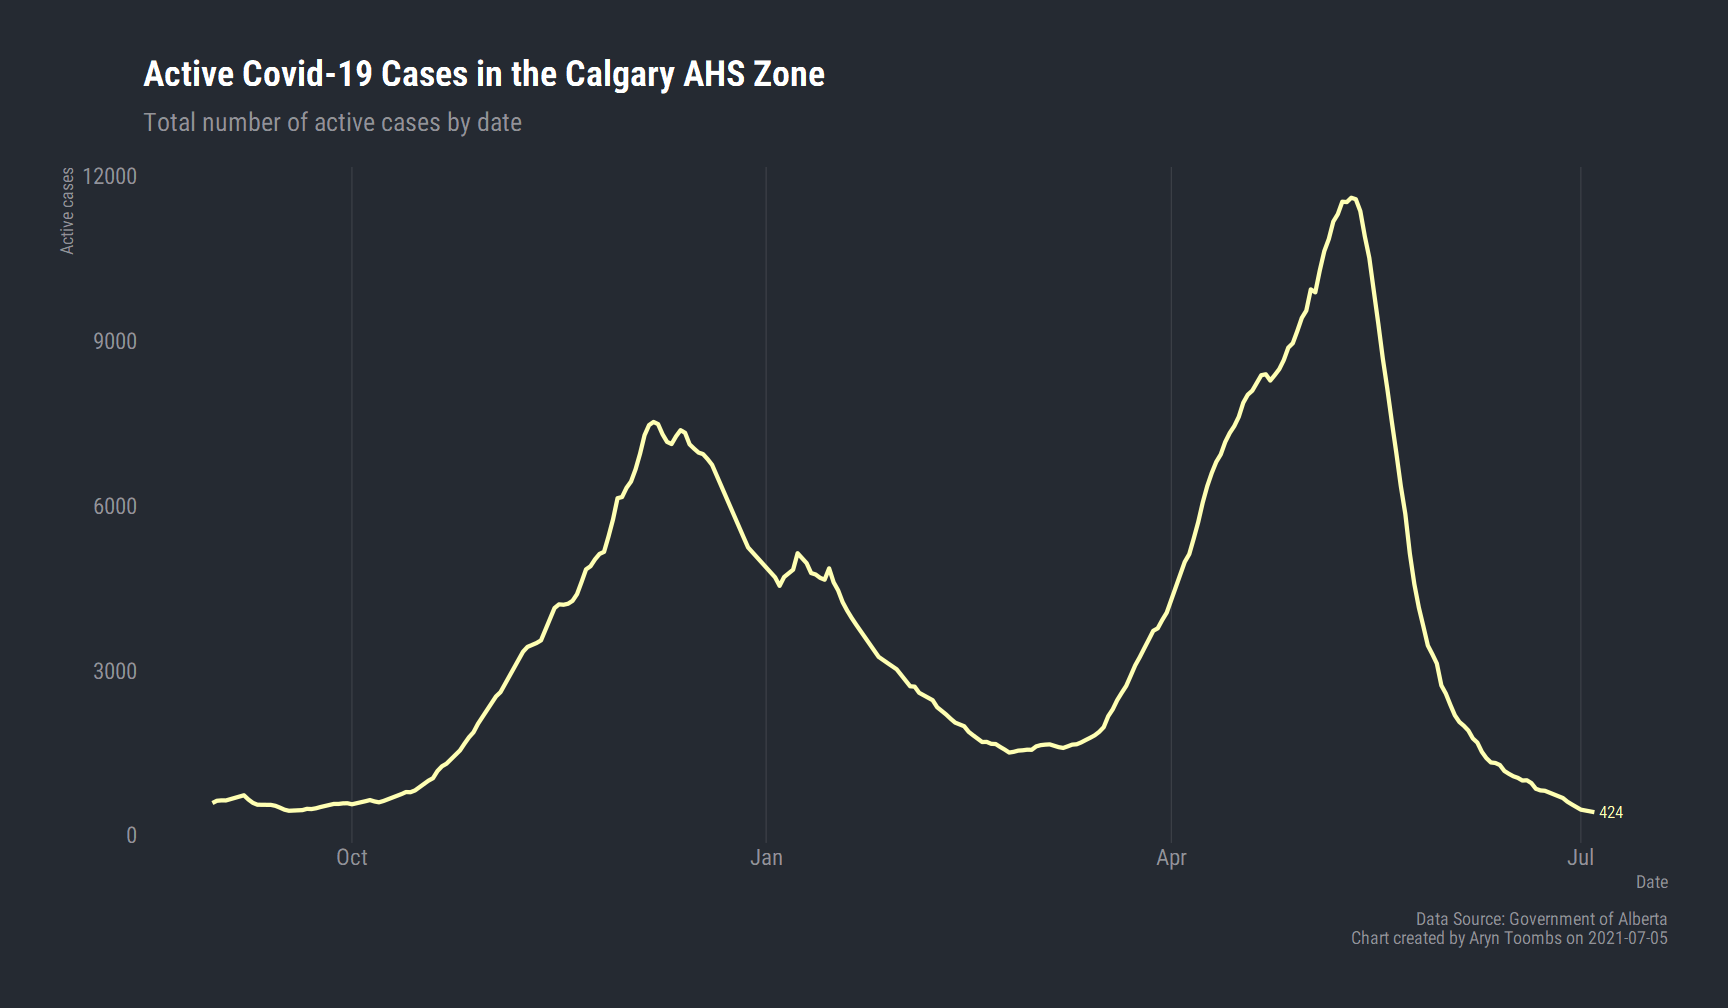 Active Covid-19 Cases in the Calgary AHS Zone
Total number of active cases by date
Active cases
12000
9000
6000
3000
0
424
Oct
Jan
Apr
Jul
Date
Data Source: Government of Alberta
Chart created by Aryn Toombs on 2021-07-05